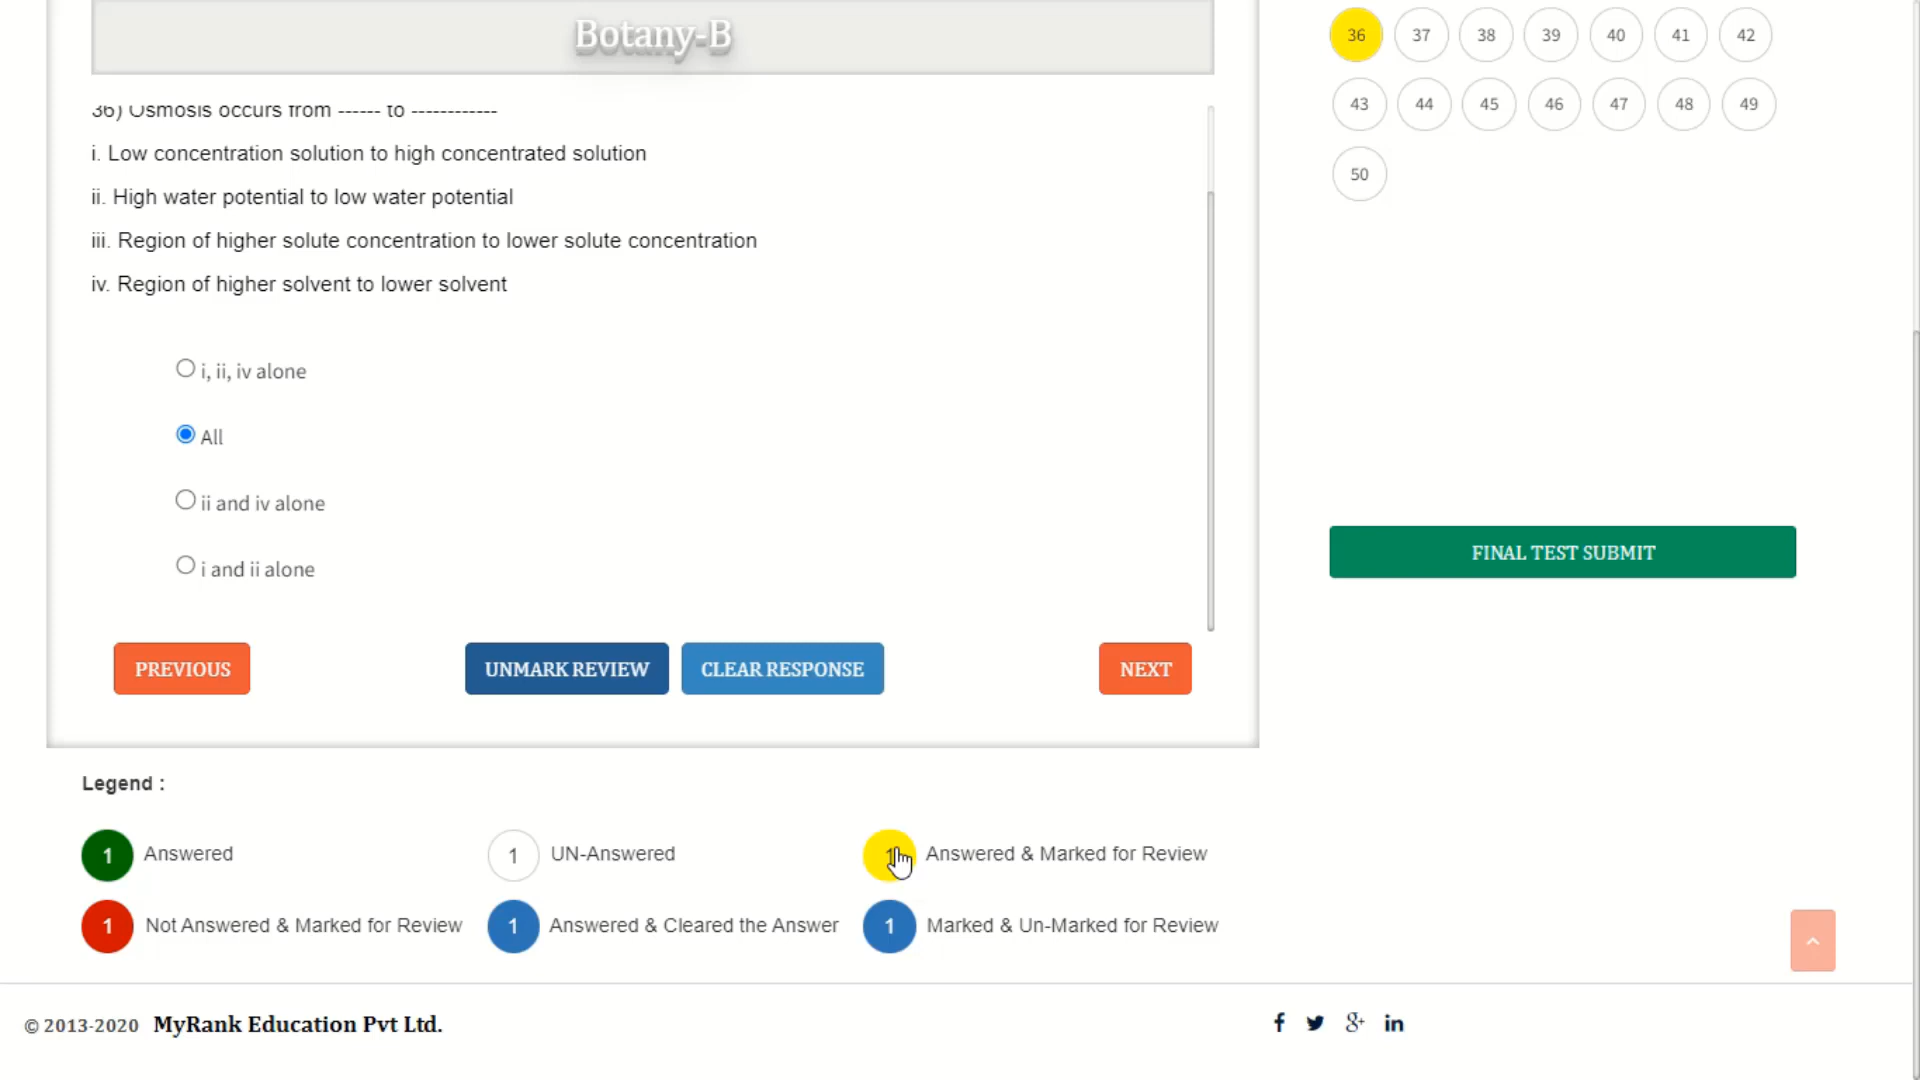 Botany-B
36) Osmosis occurs from ------ to ------------
i. Low concentration solution to high concentrated solution
ii. High water potential to low water potential
iii. Region of higher solute concentration to lower solute concentration
iv. Region of higher solvent to lower solvent
i, ii, iv alone
All
ii and iv alone
i and ii alone
PREVIOUS UNMARK REVIEW CLEAR RESPONSE NEXT
36 37 38 39 40 41 42
43 44 45 46 47 48 49
50
FINAL TEST SUBMIT
Legend :
1 Answered 1 UN-Answered 1 Answered & Marked for Review
1 Not Answered & Marked for Review 1 Answered & Cleared the Answer 1 Marked & Un-Marked for Review
© 2013-2020 MyRank Education Pvt Ltd.